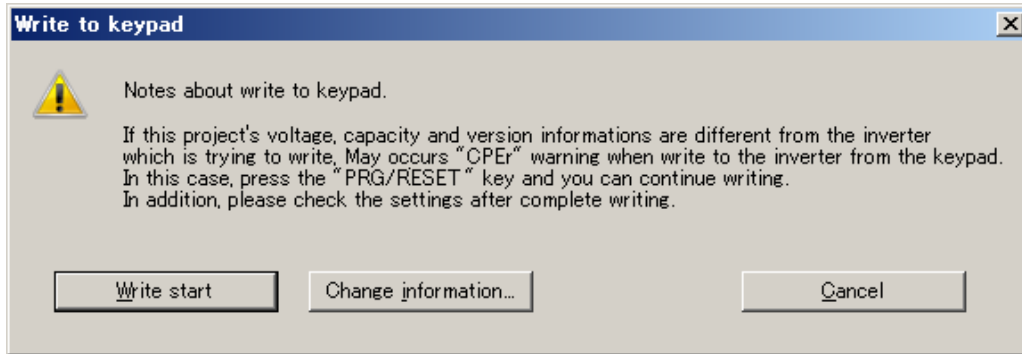 Write to keypad
Notes about write to keypad.
If this project's voltage, capacity and version informations are different from the inverter
which is trying to write, May occurs "CPEr" warning when write to the inverter from the keypad.
In this case, press the "PRG/RESET" key and you can continue writing.
In addition, please check the settings after complete writing.
Write start
Change information...
Cancel